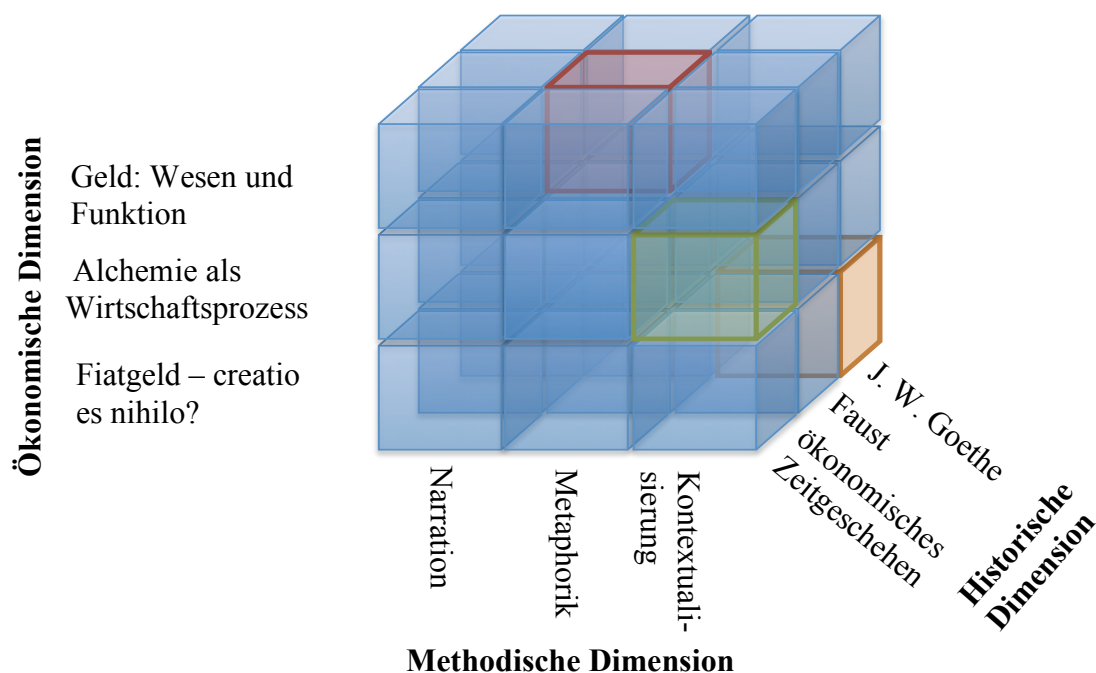 Ökonomische Dimension
Geld: Wesen und
Funktion
Alchemie als
Wirtschaftsprozess
Fiatgeld – creatio
es nihilo?
Narration
Metaphorik
Kontextuali-
sierung
Methodische Dimension
J. W. Goethe
Faust
ökonomisches
Zeitgeschehen
Historische
Dimension